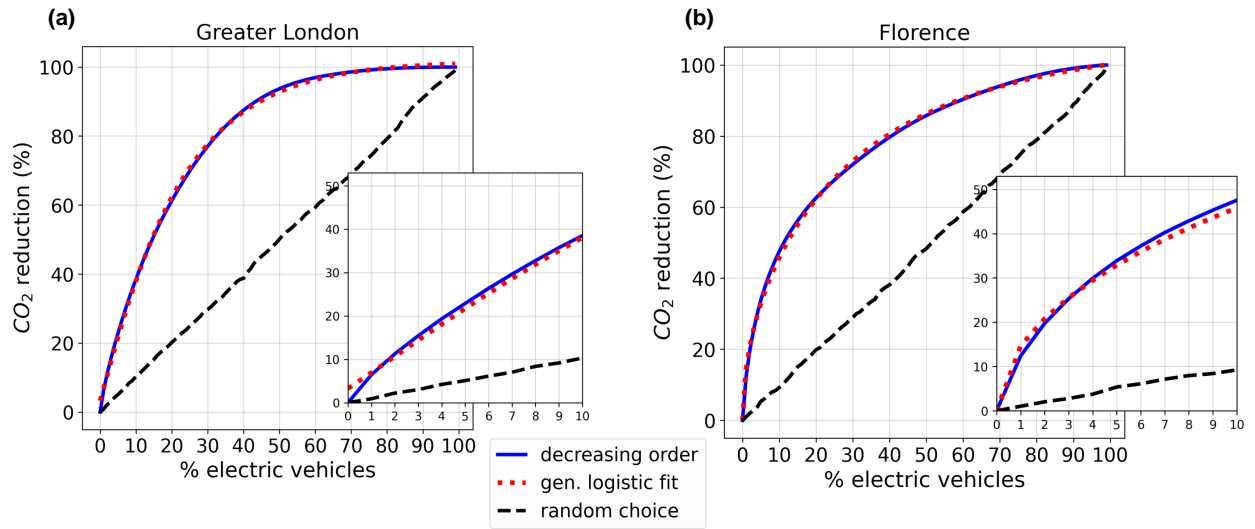 (a)
Greater London
100
80
60
40
20
0
CO2 reduction (%)
0 10 20 30 40 50 60 70 80 90 100
% electric vehicles
50
40
30
20
10
0
0 1 2 3 4 5 6 7 8 9 10
(b)
Florence
100
80
60
40
20
0
CO2 reduction (%)
0 10 20 30 40 50 60 70 80 90 100
% electric vehicles
50
40
30
20
10
0
0 1 2 3 4 5 6 7 8 9 10
decreasing order
gen. logistic fit
random choice